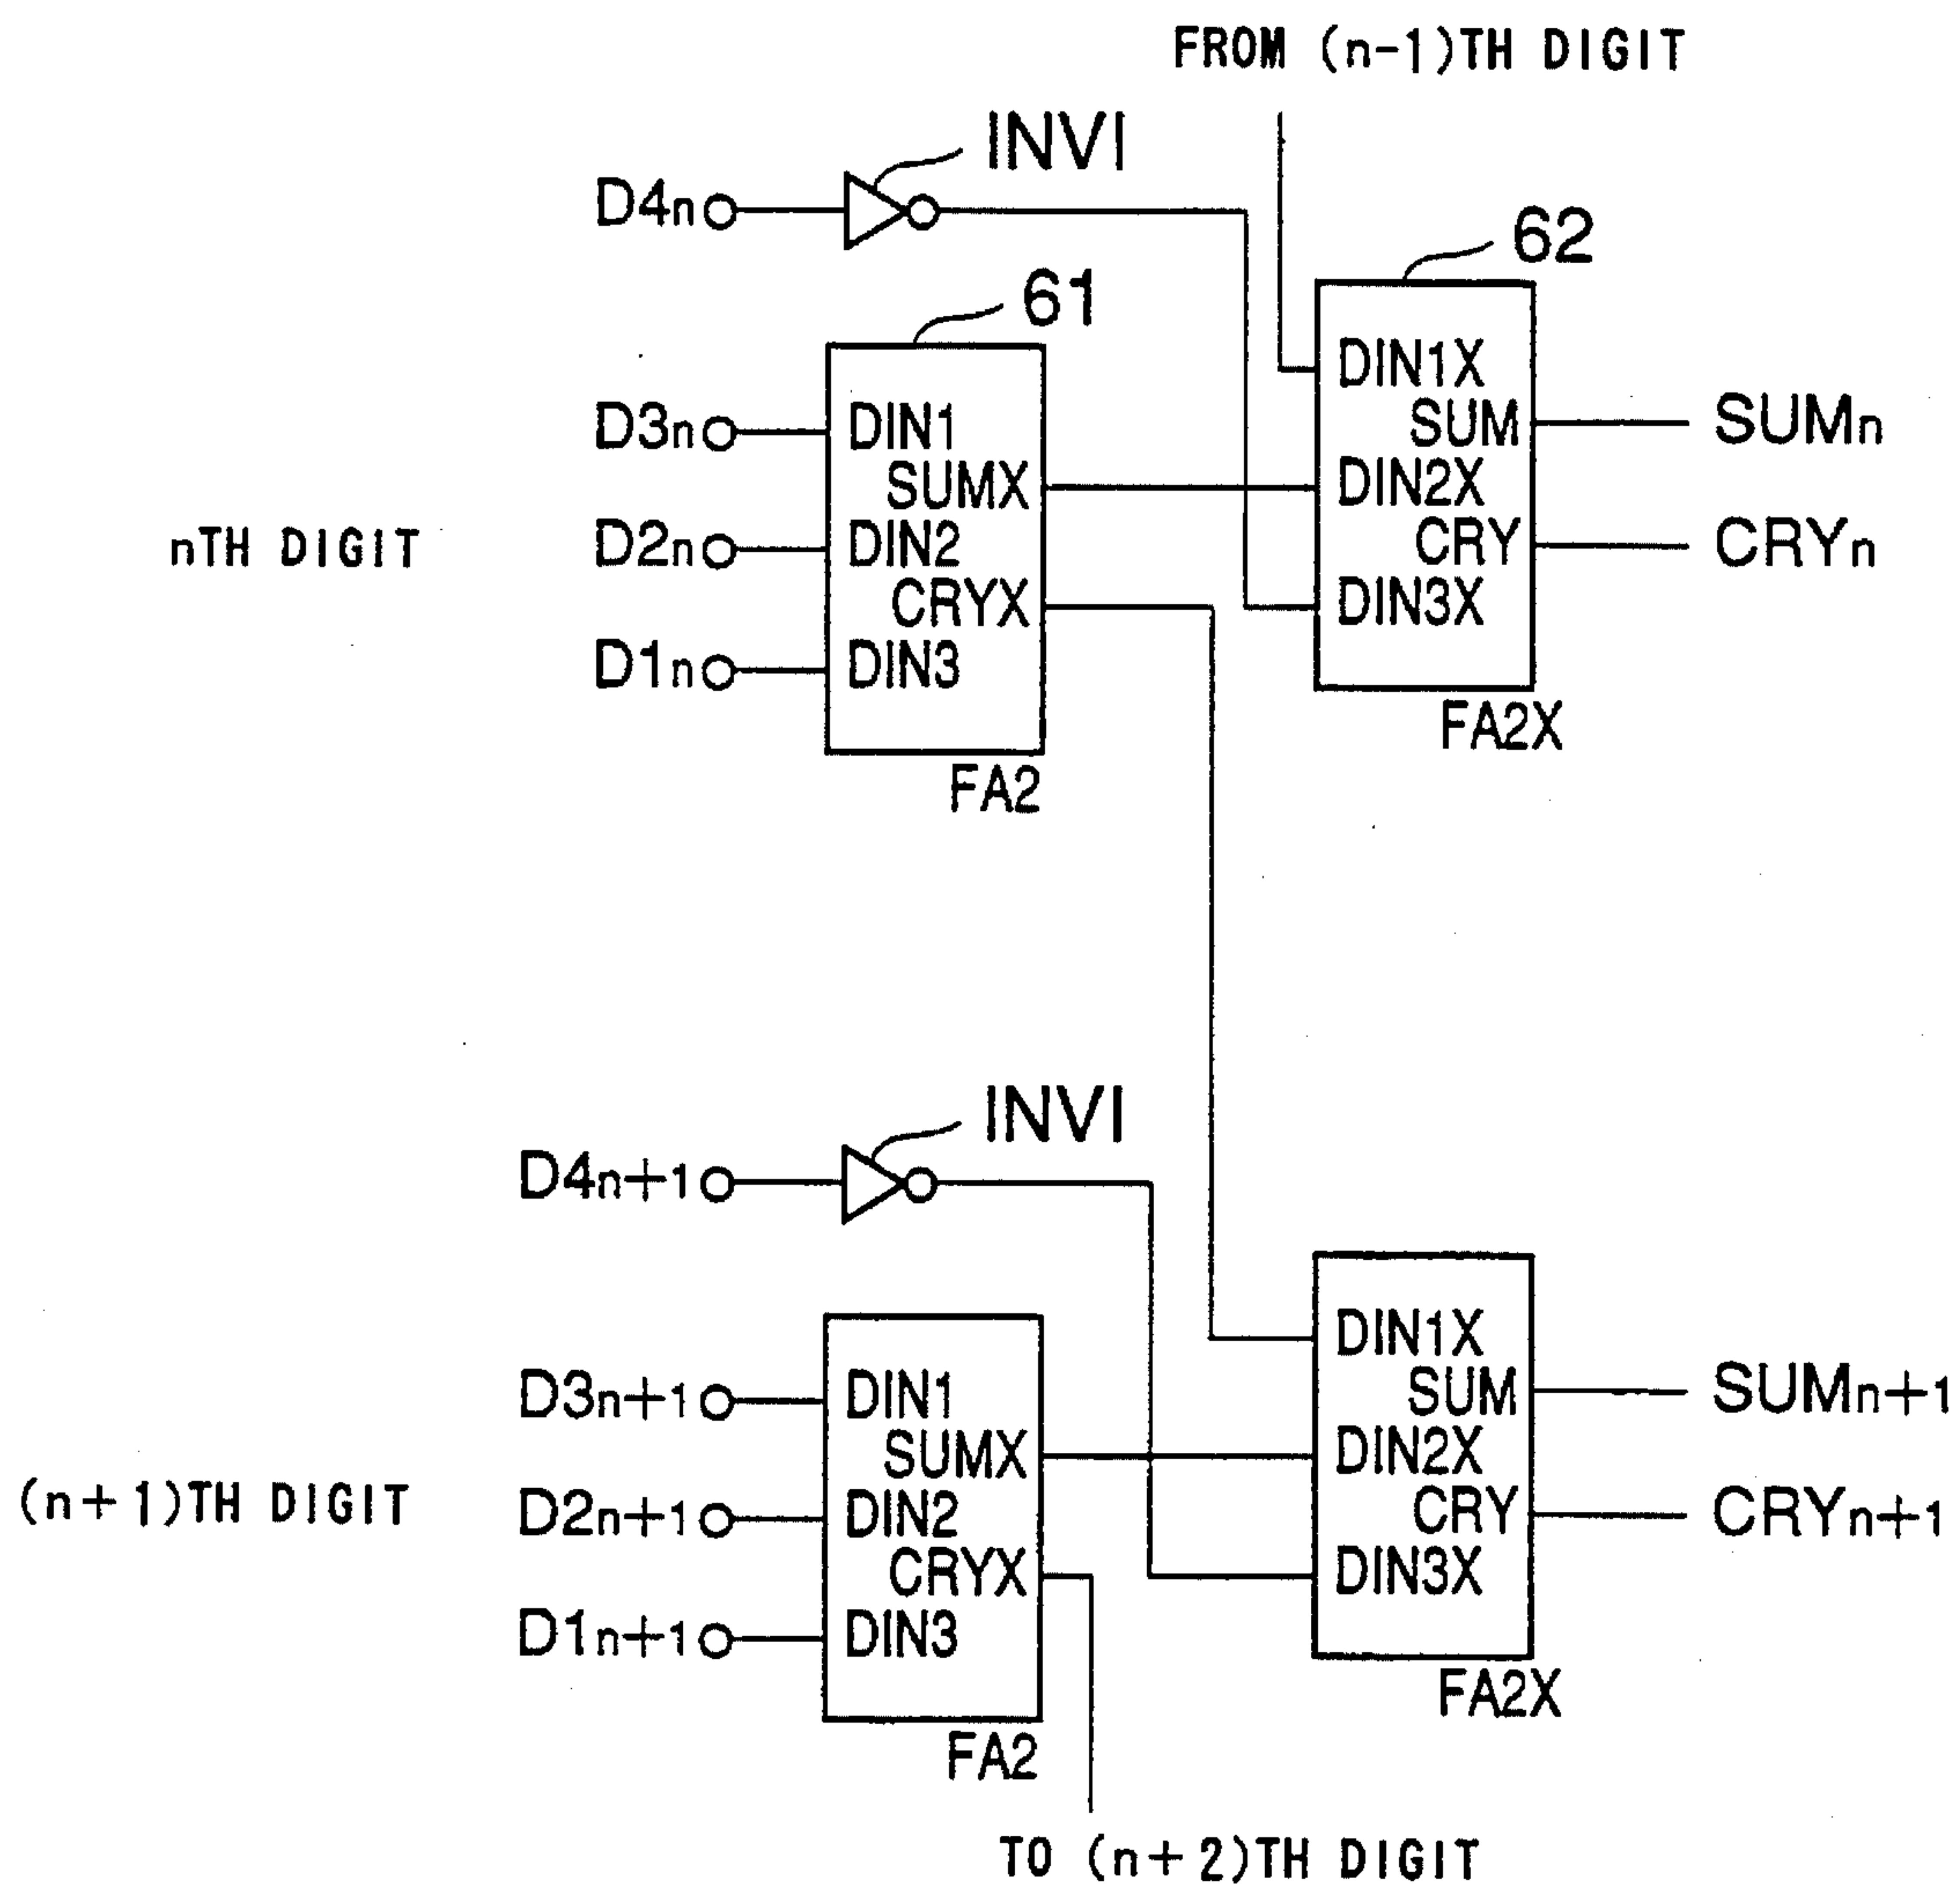 FROM (n-1)TH DIGIT
INVI
D4n
62
61
DIN1X
D3n
DIN1
SUM
SUMn
SUMX
DIN2X
nTH DIGIT
D2n
DIN2
CRY
CRYn
CRYX
DIN3X
D1n
DIN3
FA2X
FA2
INVI
D4n+1
DIN1X
D3n+1
DIN1
SUM
SUMn+1
SUMX
DIN2X
(n+1)TH DIGIT
D2n+1
DIN2
CRY
CRYn+1
CRYX
DIN3X
D1n+1
DIN3
FA2X
FA2
TO (n+2)TH DIGIT